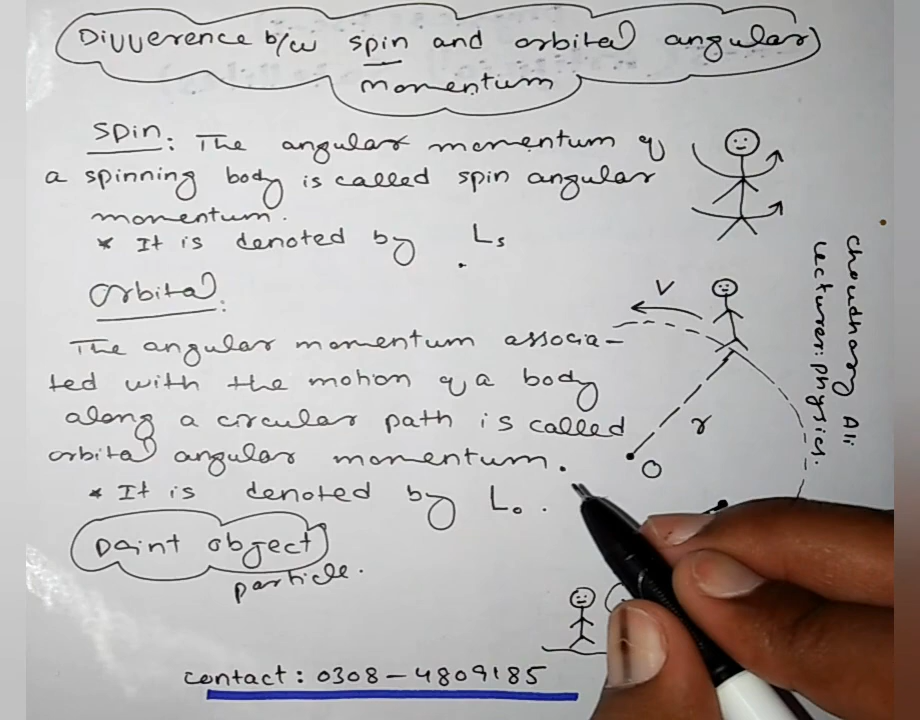 Divverence b/w spin and orbital angular
momentum
spin: The angular momentum of
a spinning body is called spin angular
momentum.
* It is denoted by Ls
orbital:
The angular momentum associa-
ted with the motion of a body
along a circular path is called
orbital angular momentum.
* It is denoted by Lo.
point object
particle.
V
r
O
choudhary Ali
lecturer: physics.
contact: 0308-4809185